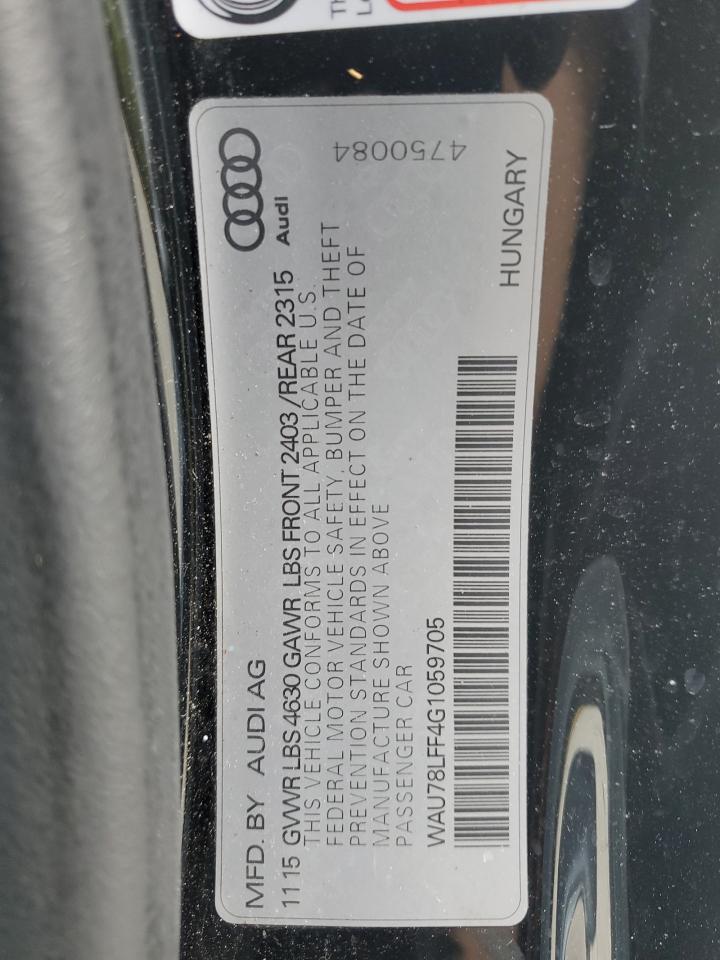 MFD. BY AUDI AG
Audi
11 15 GVWR LBS 4630 GAWR LBS FRONT 2403 /REAR 2315
THIS VEHICLE CONFORMS TO ALL APPLICABLE U.S.
FEDERAL MOTOR VEHICLE SAFETY, BUMPER AND THEFT
PREVENTION STANDARDS IN EFFECT ON THE DATE OF
MANUFACTURE SHOWN ABOVE
PASSENGER CAR
4750084
WAU78LFF4G1059705
HUNGARY